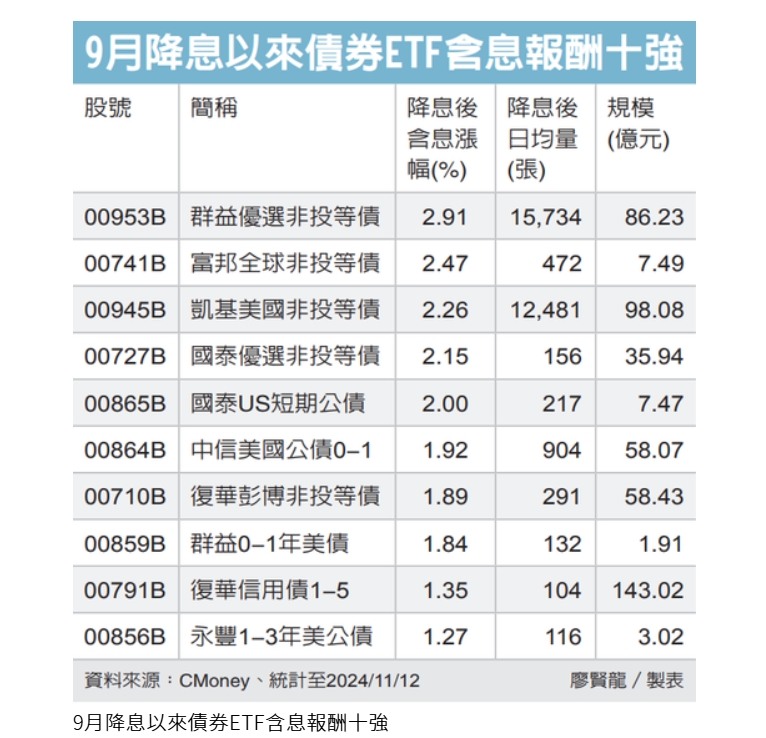 9月降息以來債券ETF含息報酬十強
股號 簡稱 降息後含息漲幅(%) 降息後日均量(張) 規模(億元)
00953B 群益優選非投等債 2.91 15,734 86.23
00741B 富邦全球非投等債 2.47 472 7.49
00945B 凱基美國非投等債 2.26 12,481 98.08
00727B 國泰優選非投等債 2.15 156 35.94
00865B 國泰US短期公債 2.00 217 7.47
00864B 中信美國公債0–1 1.92 904 58.07
00710B 復華彭博非投等債 1.89 291 58.43
00859B 群益0–1年美債 1.84 132 1.91
00791B 復華信用債1–5 1.35 104 143.02
00856B 永豐1–3年美公債 1.27 116 3.02
資料來源：CMoney、統計至2024/11/12 廖賢龍／製表
9月降息以來債券ETF含息報酬十強